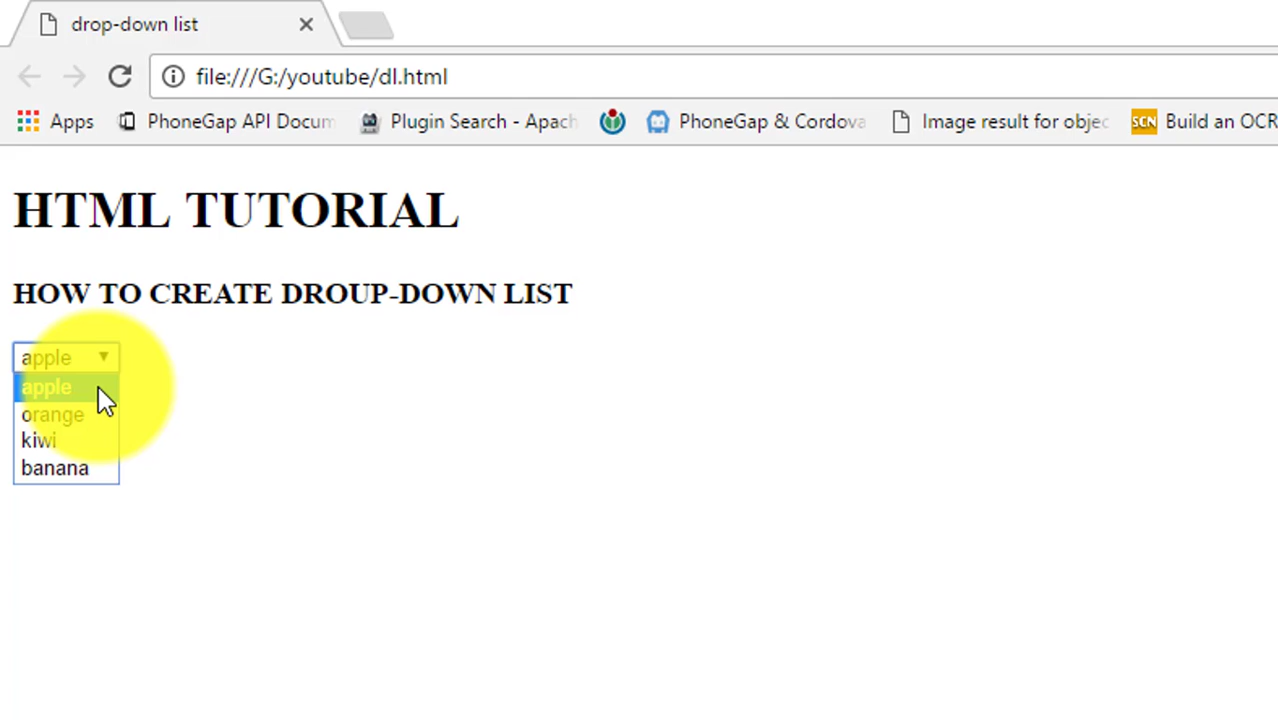 drop-down list
file:///G:/youtube/dl.html
Apps PhoneGap API Docum Plugin Search - Apach PhoneGap & Cordova Image result for objec SCN Build an OCR
HTML TUTORIAL
HOW TO CREATE DROUP-DOWN LIST
apple
apple
orange
kiwi
banana